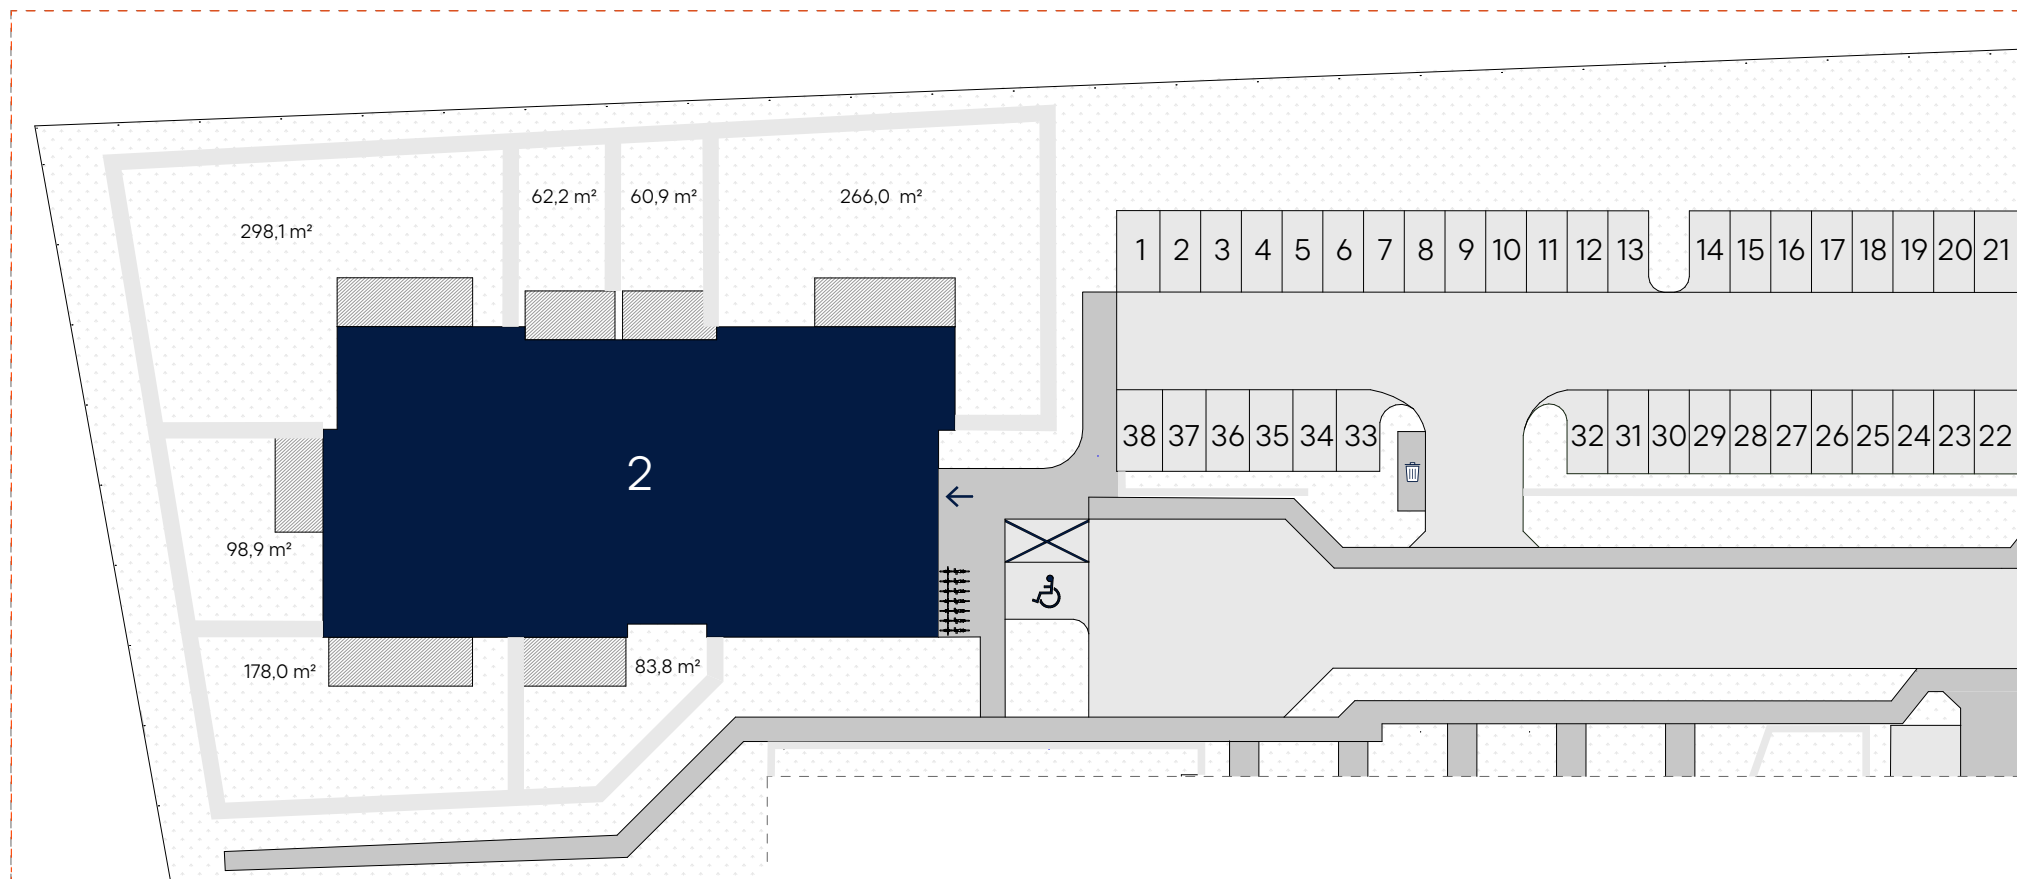 62,2 m²
60,9 m²
266,0 m²
298,1 m²
1 2 3 4 5 6 7 8 9 10 11 12 13 14 15 16 17 18 19 20 21
38 37 36 35 34 33 32 31 30 29 28 27 26 25 24 23 22
2
98,9 m²
178,0 m²
83,8 m²